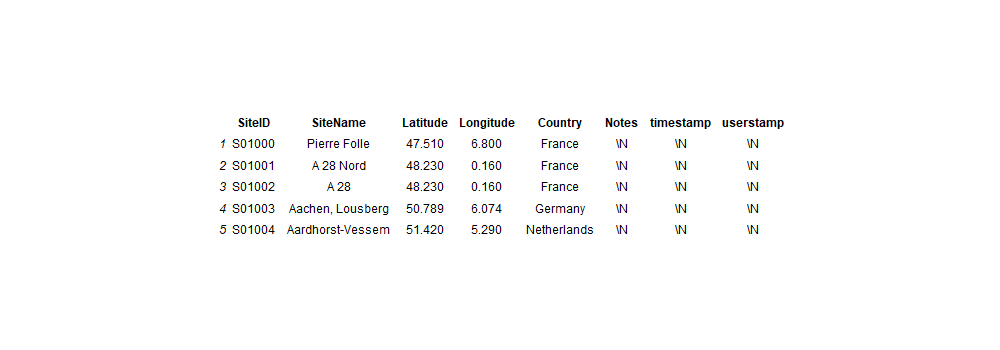 SiteID SiteName Latitude Longitude Country Notes timestamp userstamp
1 S01000 Pierre Folle 47.510 6.800 France \N \N \N
2 S01001 A 28 Nord 48.230 0.160 France \N \N \N
3 S01002 A 28 48.230 0.160 France \N \N \N
4 S01003 Aachen, Lousberg 50.789 6.074 Germany \N \N \N
5 S01004 Aardhorst-Vessem 51.420 5.290 Netherlands \N \N \N